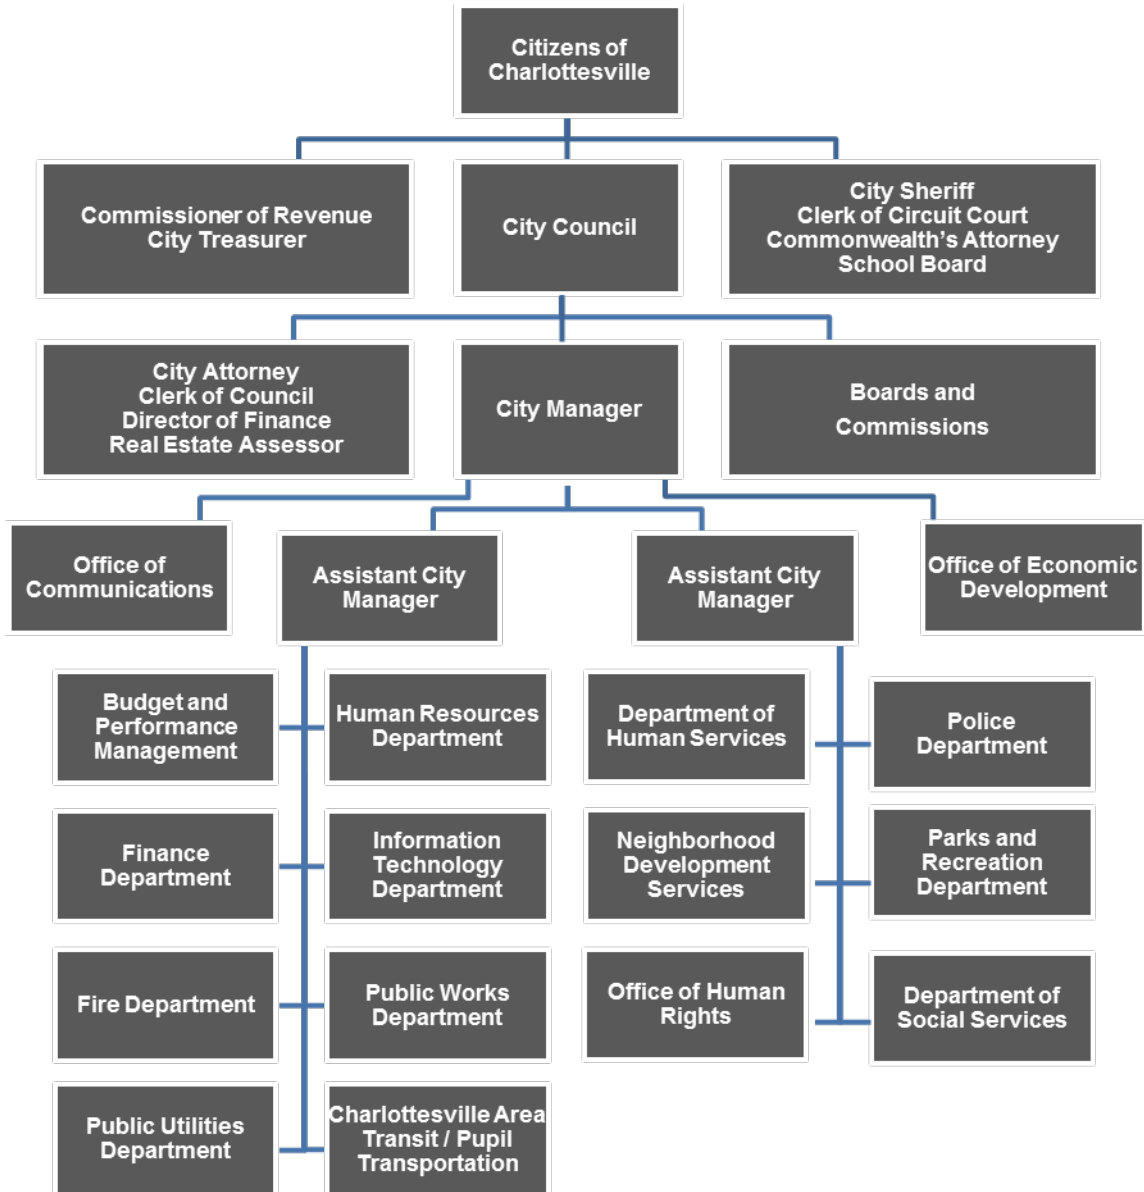 Citizens of
Charlottesville
Commissioner of Revenue
City Treasurer
City Council
City Sheriff
Clerk of Circuit Court
Commonwealth's Attorney
School Board
City Attorney
Clerk of Council
Director of Finance
Real Estate Assessor
City Manager
Boards and
Commissions
Office of
Communications
Assistant City
Manager
Assistant City
Manager
Office of Economic
Development
Budget and
Performance
Management
Human Resources
Department
Department of
Human Services
Police
Department
Finance
Department
Information
Technology
Department
Neighborhood
Development
Services
Parks and
Recreation
Department
Fire Department
Public Works
Department
Office of Human
Rights
Department of
Social Services
Public Utilities
Department
Charlottesville Area
Transit / Pupil
Transportation